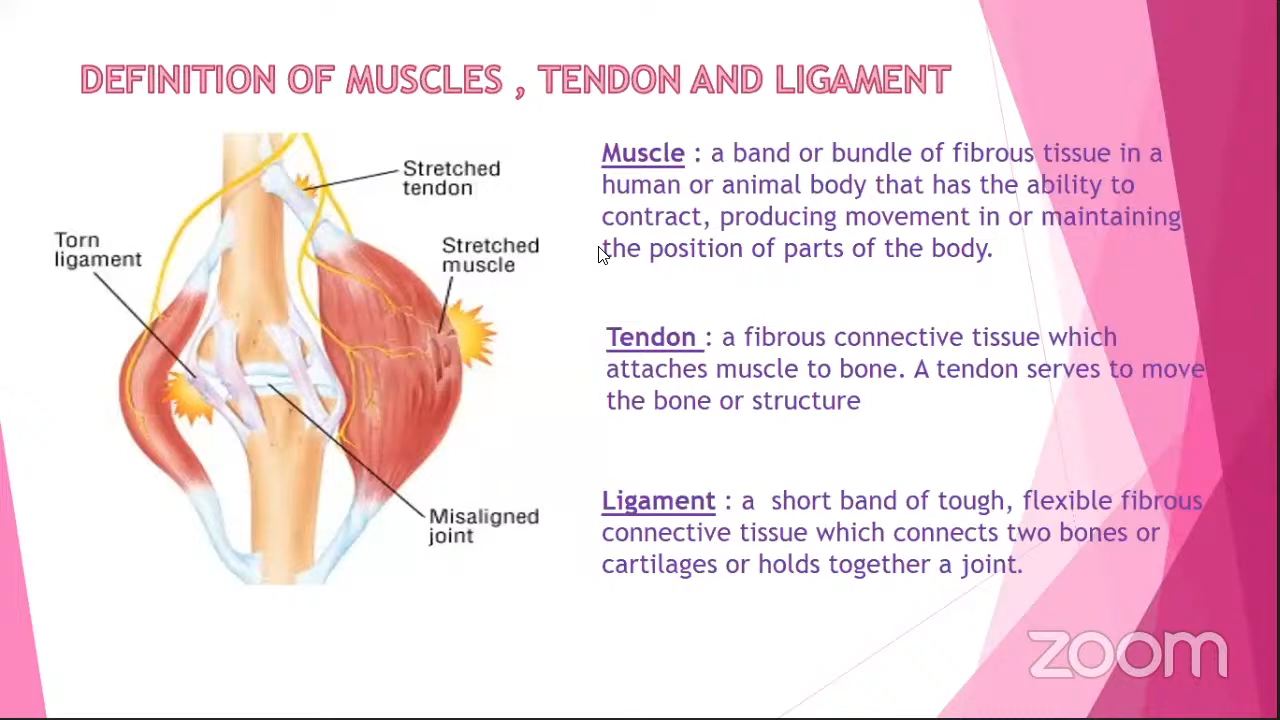 DEFINITION OF MUSCLES , TENDON AND LIGAMENT
Stretched
tendon
Torn
ligament
Stretched
muscle
Misaligned
joint
Muscle : a band or bundle of fibrous tissue in a
human or animal body that has the ability to
contract, producing movement in or maintaining
the position of parts of the body.
Tendon : a fibrous connective tissue which
attaches muscle to bone. A tendon serves to move
the bone or structure
Ligament : a short band of tough, flexible fibrous
connective tissue which connects two bones or
cartilages or holds together a joint.
zoom